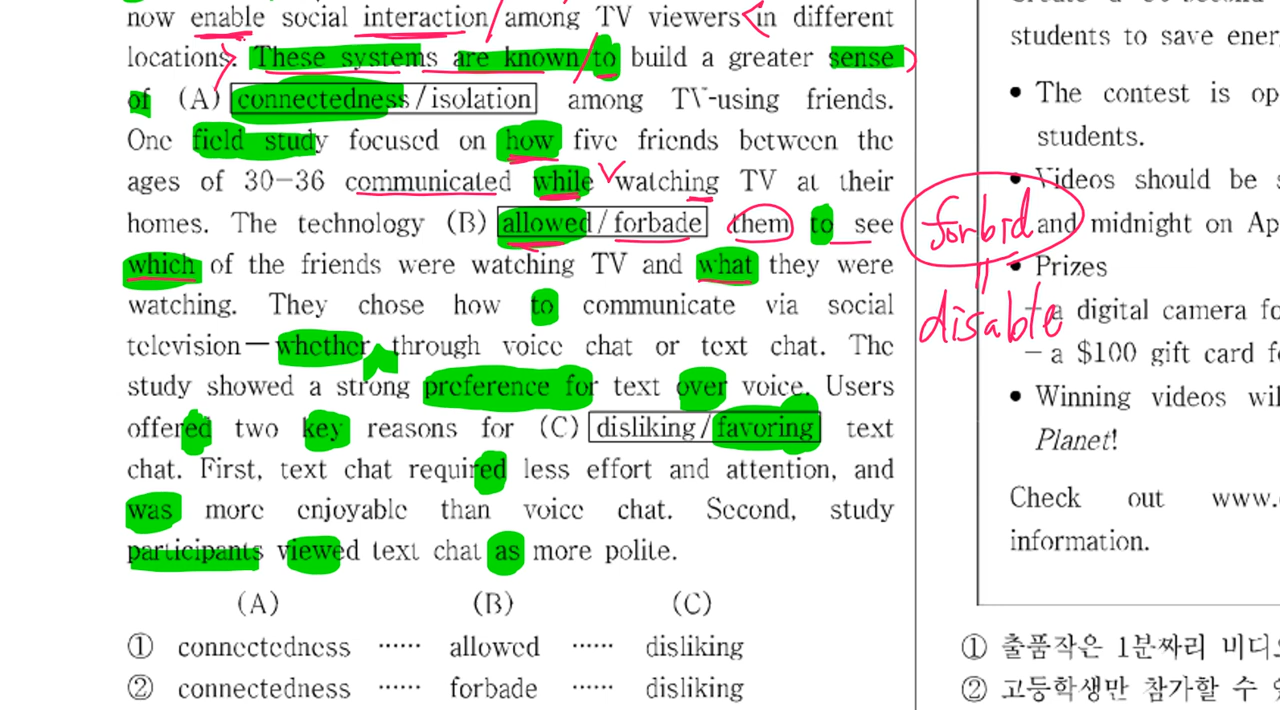 now enable social interaction among TV viewers in different
locations. These systems are known to build a greater sense
of (A) connectedness / isolation among TV-using friends.
One field study focused on how five friends between the
ages of 30-36 communicated while watching TV at their
homes. The technology (B) allowed / forbade them to see
which of the friends were watching TV and what they were
watching. They chose how to communicate via social
television—whether through voice chat or text chat. The
study showed a strong preference for text over voice. Users
offered two key reasons for (C) disliking / favoring text
chat. First, text chat required less effort and attention, and
was more enjoyable than voice chat. Second, study
participants viewed text chat as more polite.
(A) (B) (C)
① connectedness ······ allowed ······ disliking
② connectedness ······ forbade ······ disliking
forbid
=
disable
students to save ener
• The contest is op
students.
• Videos should be
and midnight on Ap
• Prizes
- a digital camera fo
- a $100 gift card f
• Winning videos wil
Planet!
Check out www.
information.
① 출품작은 1분짜리 비디
② 고등학생만 참가할 수